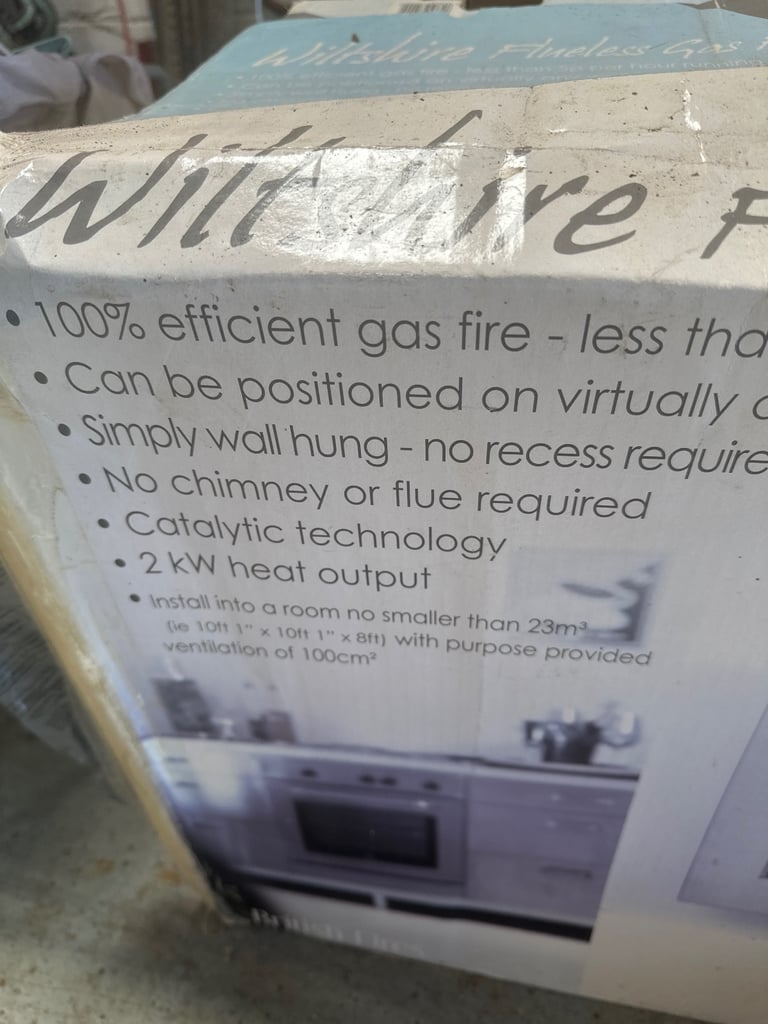 Wiltshire Flueless Gas
Wiltshire F
• 100% efficient gas fire - less tha
• Can be positioned on virtually a
• Simply wall hung - no recess require
• No chimney or flue required
• Catalytic technology
• 2 kW heat output
• Install into a room no smaller than 23m³
(ie 10ft 1" x 10ft 1" x 8ft) with purpose provided
ventilation of 100cm²
British Fires